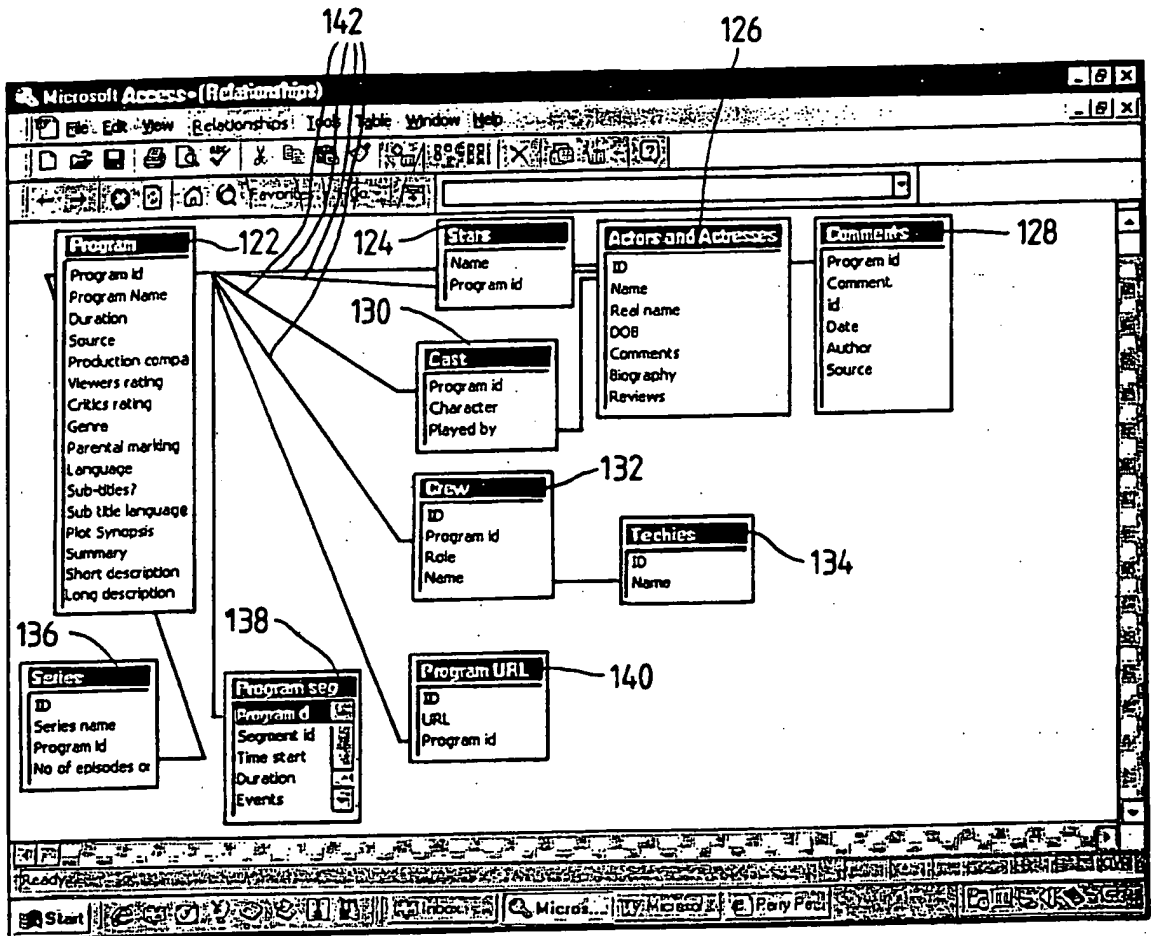 142
126
Microsoft Access - (Relationships)
File Edit View Relationships Tools Table Window Help
Program
122
Program id
Program Name
Duration
Source
Production compa
Viewers rating
Critics rating
Genre
Parental marking
Language
Sub-titles?
Sub title language
Plot Synopsis
Summary
Short description
Long description
124
Stars
Name
Program id
Actors and Actresses
ID
Name
Real name
DOB
Comments
Biography
Reviews
Comments
128
Program id
Comment
id
Date
Author
Source
130
Cast
Program id
Character
Played by
132
Crew
ID
Program id
Role
Name
Techies
134
ID
Name
136
Series
ID
Series name
Program id
No of episodes or
138
Program seg
Program d
Segment id
Time start
Duration
Events
Program URL
140
ID
URL
Program id
Ready
Start
Inbox
Micros...